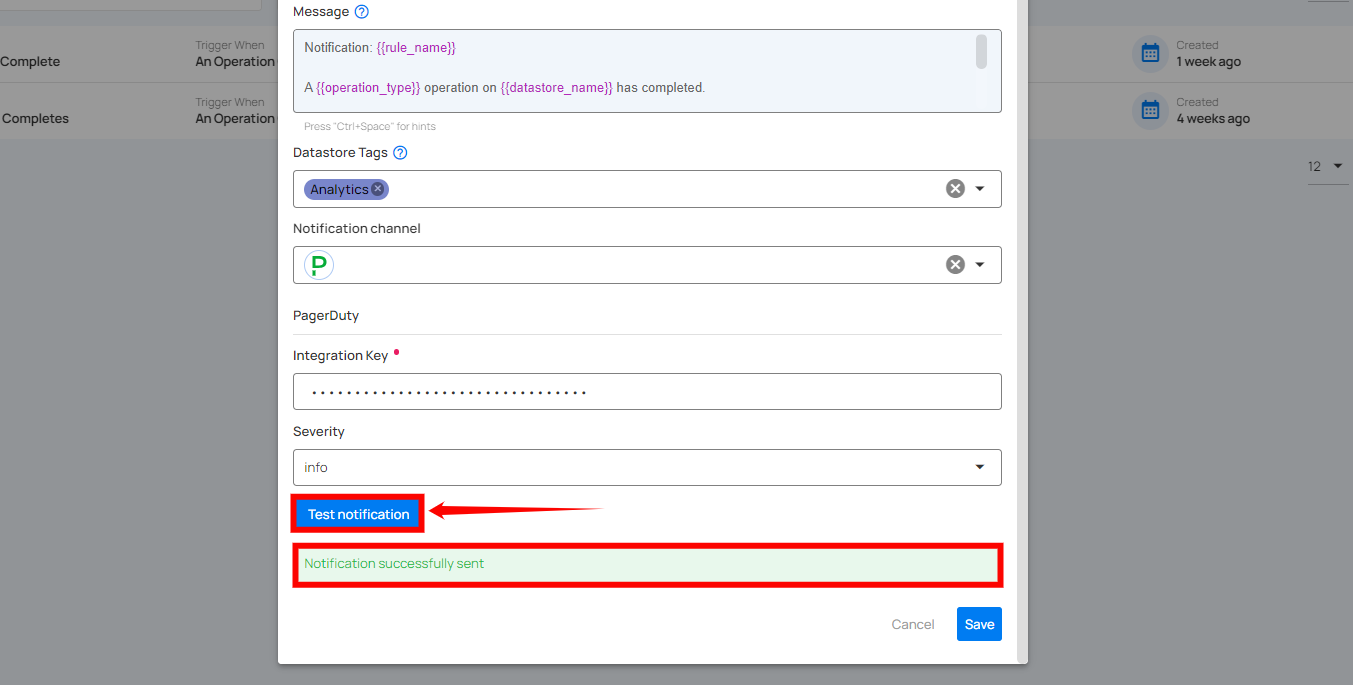 Message
Notification: {{rule_name}}
A {{operation_type}} operation on {{datastore_name}} has completed.
Press "Ctrl+Space" for hints
Datastore Tags
Analytics
Notification channel
P
PagerDuty
Integration Key
Severity
info
Test notification
Notification successfully sent
Cancel
Save
Complete
Trigger When
An Operation
Created
1 week ago
Completes
Trigger When
An Operation
Created
4 weeks ago
12